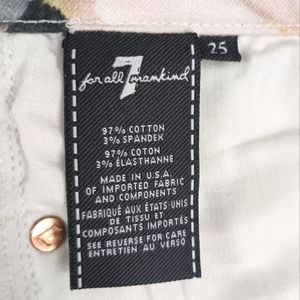 25
7
for all mankind
97% COTTON
3% SPANDEX
97% COTON
3% ÉLASTHANNE
MADE IN U.S.A.
OF IMPORTED FABRIC
AND COMPONENTS
FABRIQUÉ AUX ÉTATS-UNIS
DE TISSU ET
COMPOSANTS IMPORTÉS
SEE REVERSE FOR CARE
ENTRETIEN AU VERSO